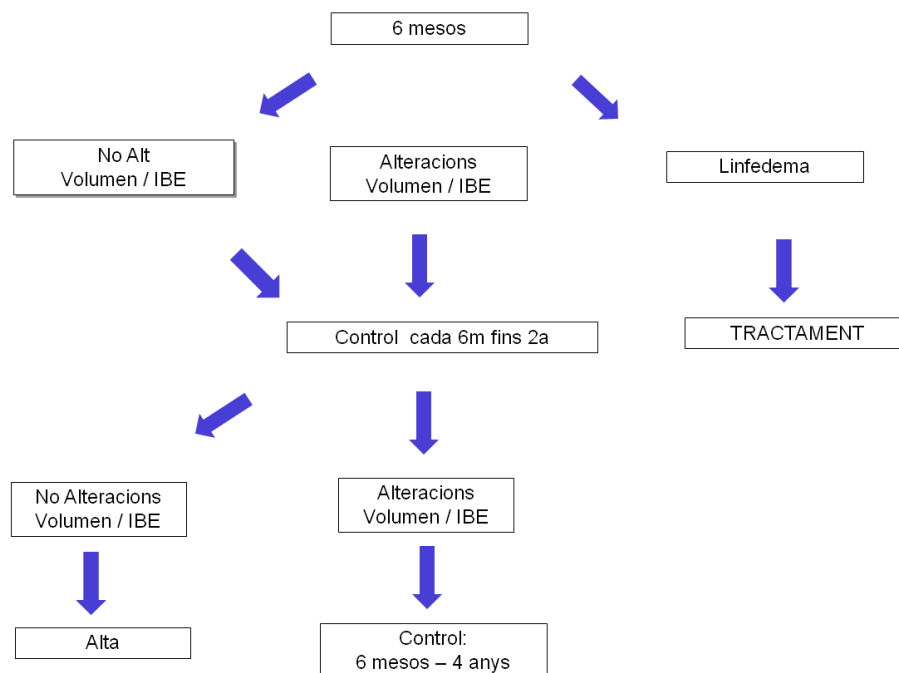 6 mesos
No Alt
Volumen / IBE
Alteracions
Volumen / IBE
Linfedema
Control  cada 6m fins 2a
TRACTAMENT
No Alteracions
Volumen / IBE
Alteracions
Volumen / IBE
Alta
Control:
6 mesos – 4 anys